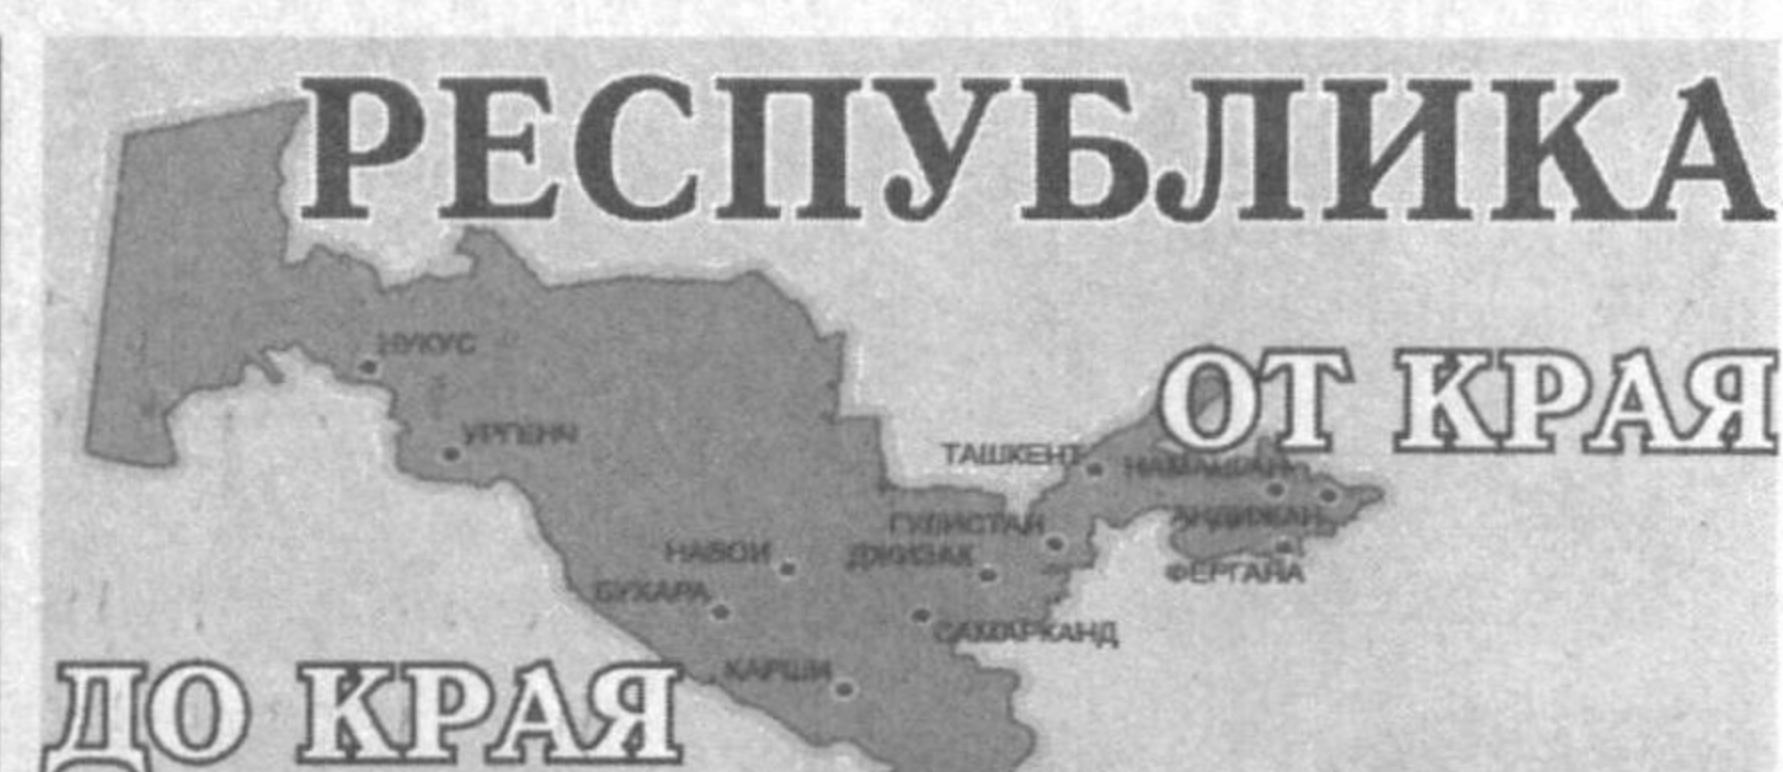 РЕСПУБЛИКА
ОТ КРАЯ
НУКУС
УРГЕНЧ
ТАШКЕНТ
НАМАНГАН
АНДИЖАН
ГУЛИСТАН
НАВОИ
ДЖИЗАК
ФЕРГАНА
БУХАРА
САМАРКАНД
КАРШИ
ДО КРАЯ